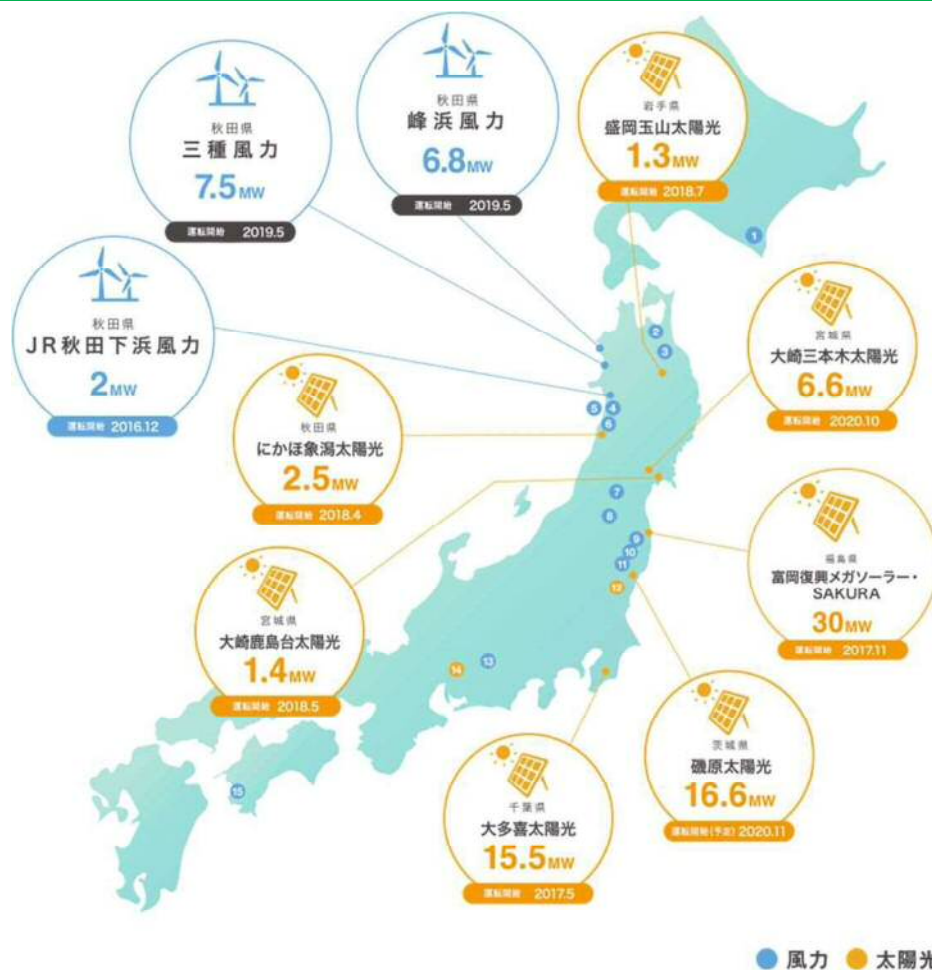 秋田県
三種風力
7.5MW
運転開始 2019.5
秋田県
峰浜風力
6.8MW
運転開始 2019.5
岩手県
盛岡玉山太陽光
1.3MW
運転開始 2018.7
1
秋田県
JR秋田下浜風力
2MW
運転開始 2016.12
2
3
宮城県
大崎三本木太陽光
6.6MW
運転開始 2020.10
秋田県
にかほ象潟太陽光
2.5MW
運転開始 2018.4
5 4
6
7
8
9
10
11
12
福島県
富岡復興メガソーラー・
SAKURA
30MW
運転開始 2017.11
宮城県
大崎鹿島台太陽光
1.4MW
運転開始 2018.5
14 13
茨城県
磯原太陽光
16.6MW
運転開始(予定) 2020.11
千葉県
大多喜太陽光
15.5MW
運転開始 2017.5
15
風力 太陽光